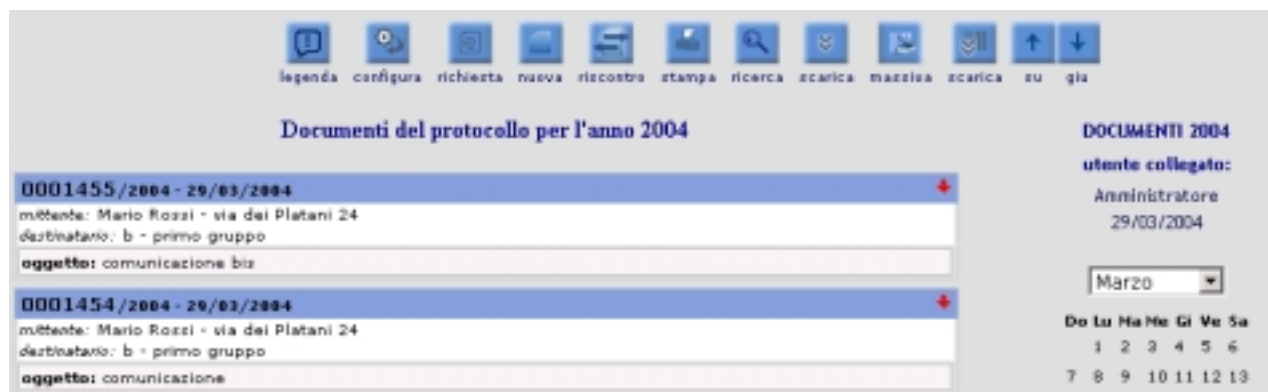 legenda configura richiesta nuova riscontro stampa ricerca scarica massiva scarica su giu
Documenti del protocollo per l'anno 2004
0001455/2004 - 29/03/2004
mittente: Mario Rossi - via dei Platani 24
destinatario: b - primo gruppo
oggetto: comunicazione bis
0001454/2004 - 29/03/2004
mittente: Mario Rossi - via dei Platani 24
destinatario: b - primo gruppo
oggetto: comunicazione
DOCUMENTI 2004
utente collegato:
Amministratore
29/03/2004
Marzo
Do Lu Ma Me Gi Ve Sa
1 2 3 4 5 6
7 8 9 10 11 12 13